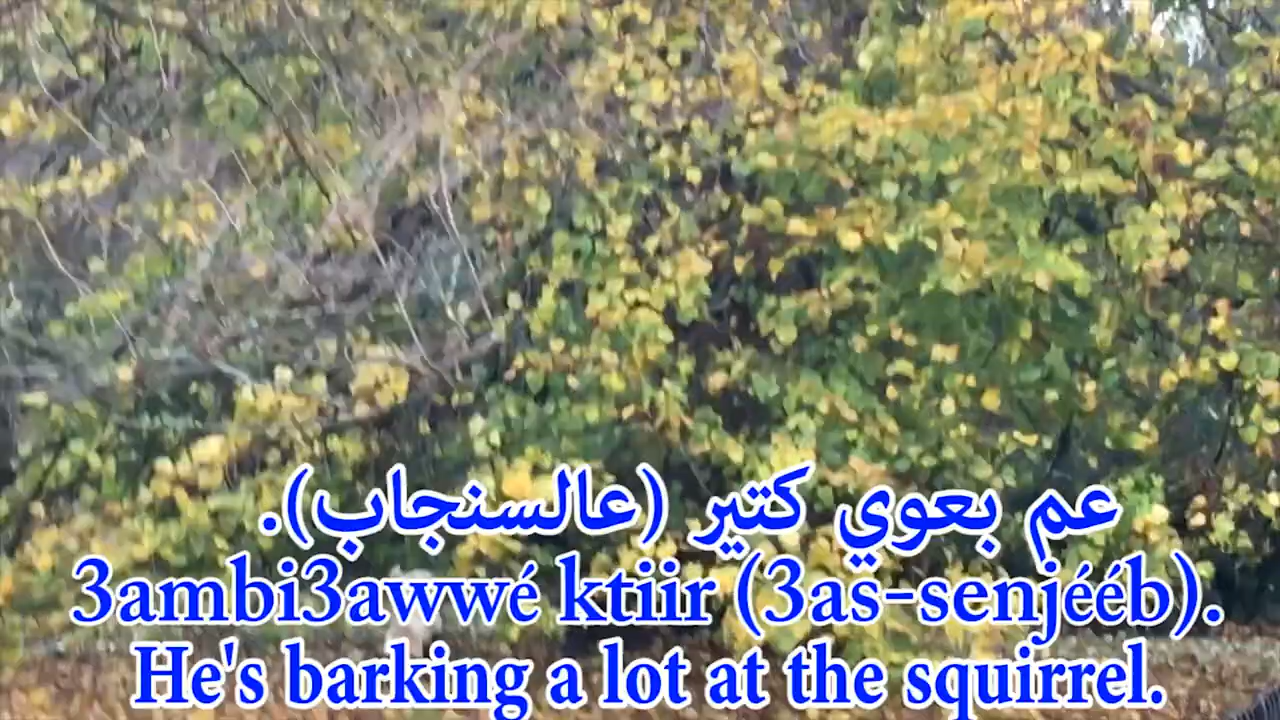 عم بعوي كتير (عالسنجاب).
3ambi3awwé ktiir (3as-senjééb).
He's barking a lot at the squirrel.